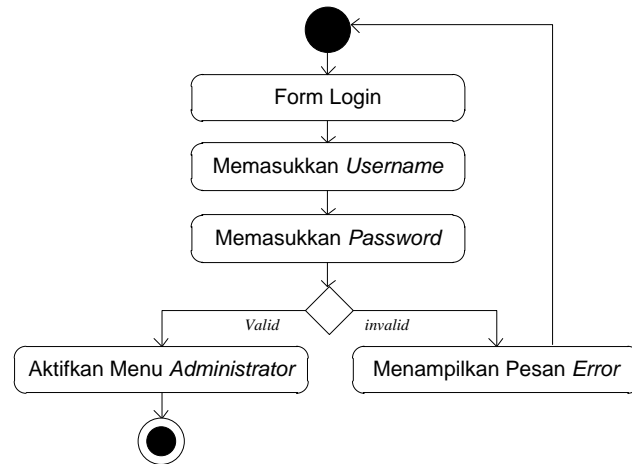 Form Login
Memasukkan Username
Memasukkan Password
Valid
invalid
Aktifkan Menu Administrator
Menampilkan Pesan Error